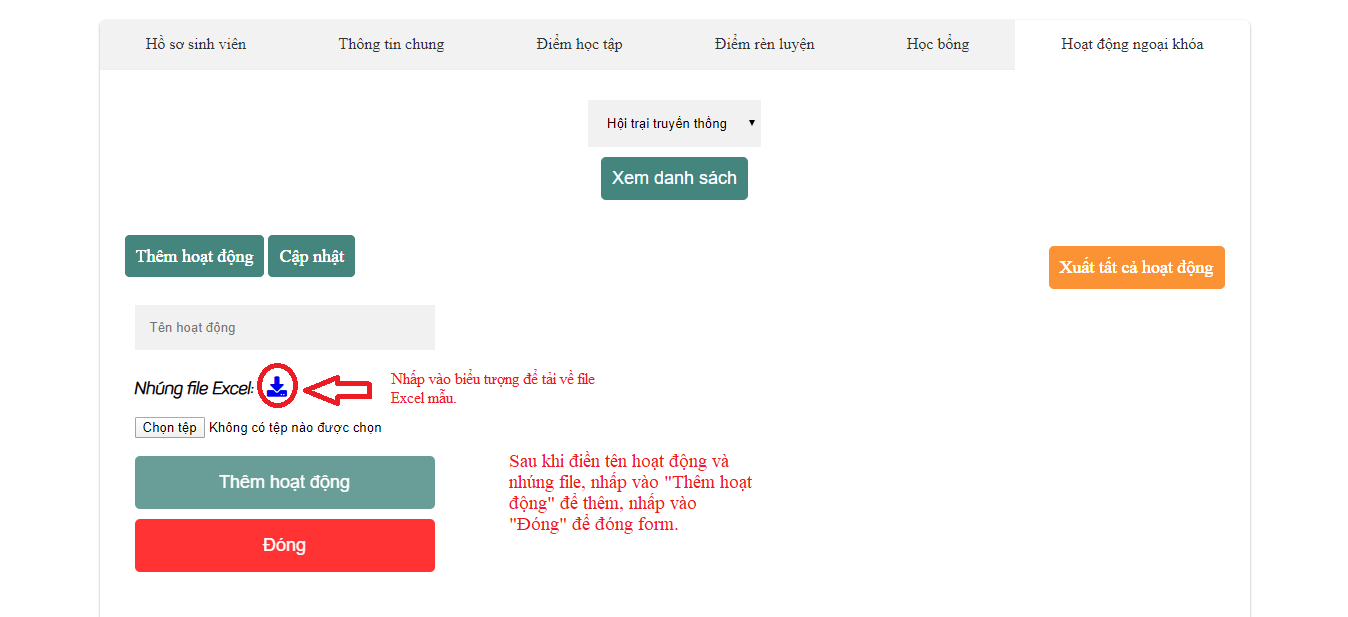 Hồ sơ sinh viên
Thông tin chung
Điểm học tập
Điểm rèn luyện
Học bổng
Hoạt động ngoại khóa
Hội trại truyền thống
Xem danh sách
Thêm hoạt động
Cập nhật
Xuất tất cả hoạt động
Tên hoạt động
Nhúng file Excel:
Nhấp vào biểu tượng để tải về file
Excel mẫu.
Chọn tệp Không có tệp nào được chọn
Thêm hoạt động
Đóng
Sau khi điền tên hoạt động và
nhúng file, nhấp vào "Thêm hoạt
động" để thêm, nhấp vào
"Đóng" để đóng form.